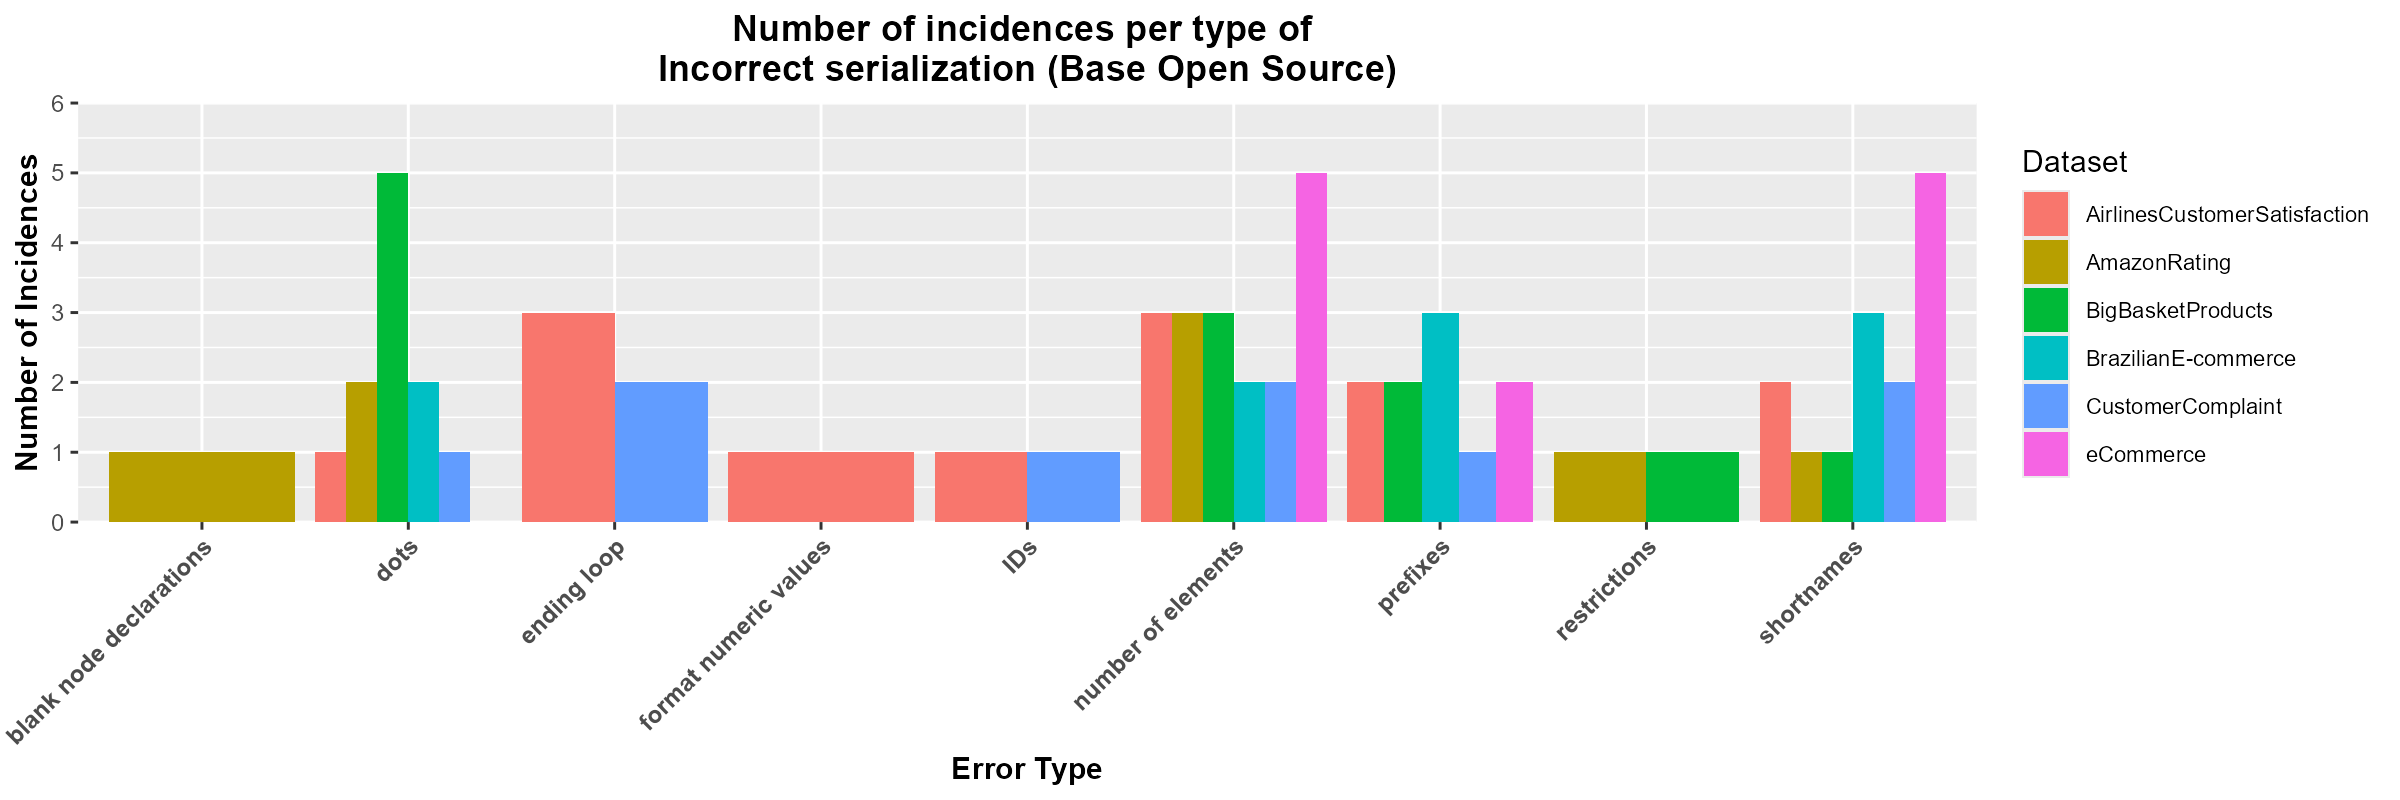 Number of incidences per type of
Incorrect serialization (Base Open Source)
Number of Incidences
6
5
4
3
2
1
0
blank node declarations
dots
ending loop
format numeric values
IDs
number of elements
prefixes
restrictions
shortnames
Error Type
Dataset
AirlinesCustomerSatisfaction
AmazonRating
BigBasketProducts
BrazilianE-commerce
CustomerComplaint
eCommerce